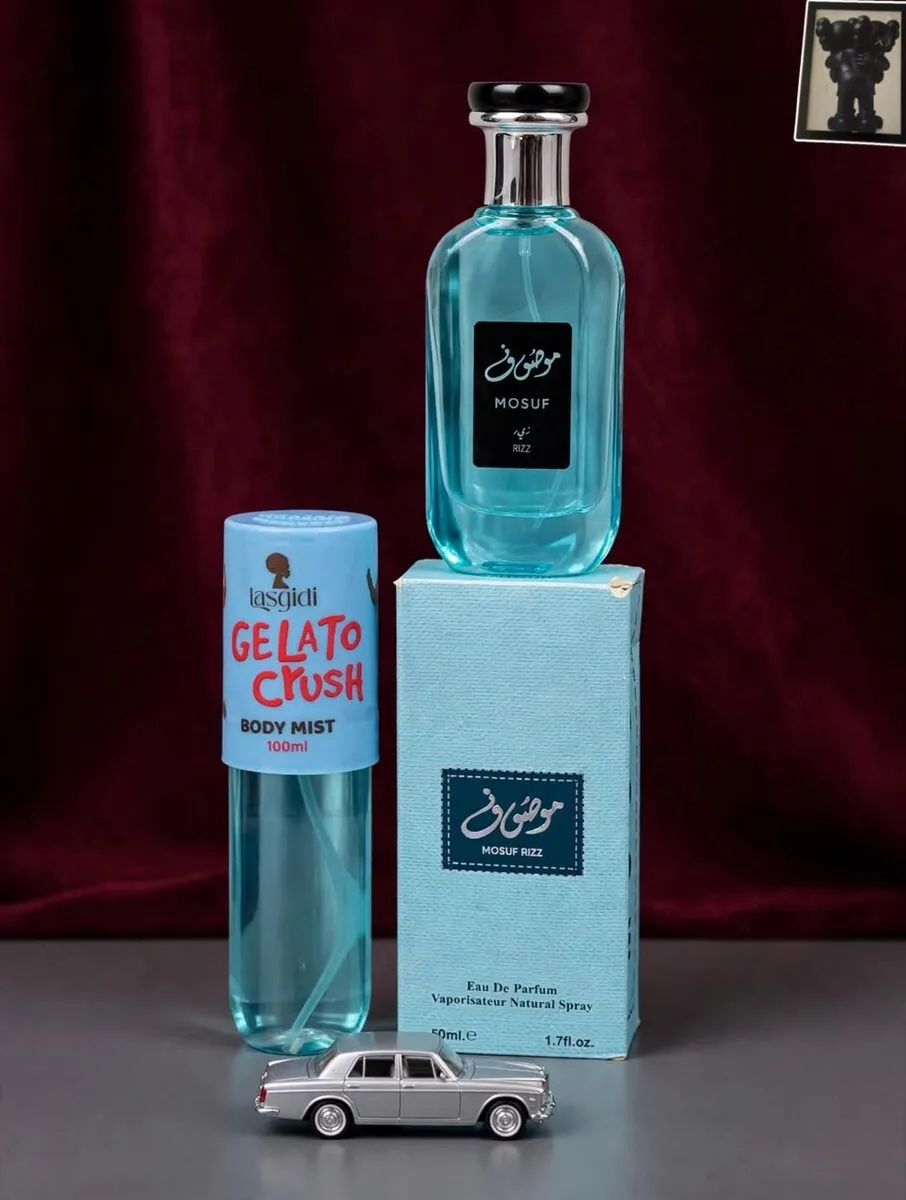 موصوف
MOSUF
زيزر
RIZZ
lasgidi
GELATO
CRUSH
BODY MIST
100ml
موصوف
MOSUF RIZZ
Eau De Parfum
Vaporisateur Natural Spray
50ml.e 1.7fl.oz.